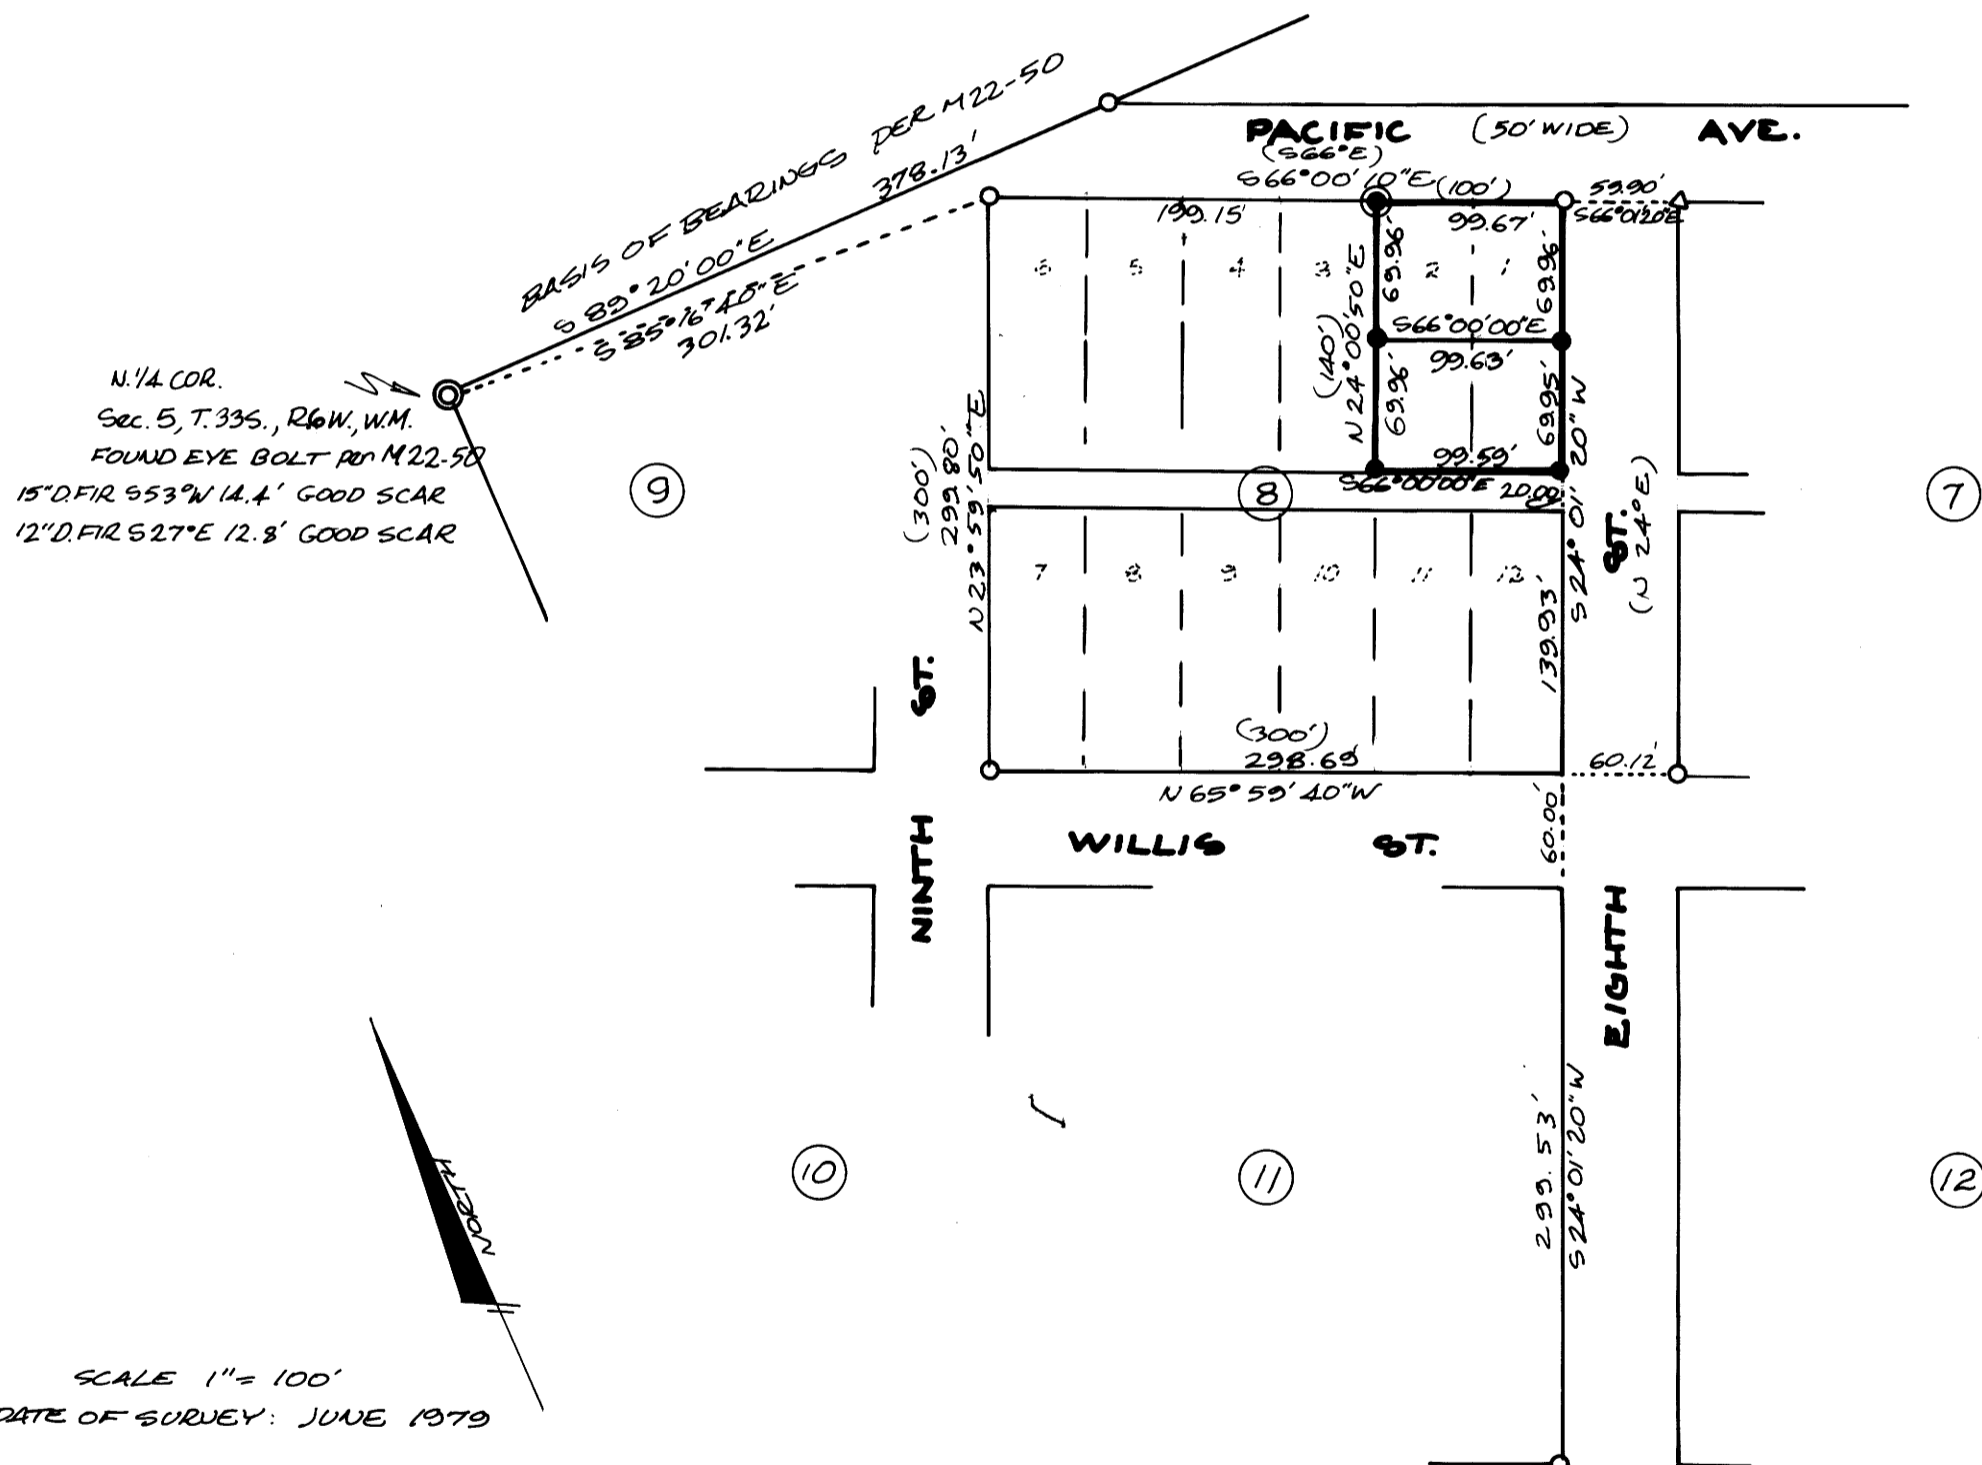 BASIS OF BEARINGS PER M22-50
S 89° 20' 00" E
378.13'
S 85° 16' 40" E
301.32'
N. 1/4 COR.
Sec. 5, T. 33S., R6W., W.M.
FOUND EYE BOLT per M22-50
15" D. FIR S53°W 14.4' GOOD SCAR
12" D. FIR S27°E 12.8' GOOD SCAR
PACIFIC (50' WIDE) AVE.
(S66°E)
S66°00'10"E (100')
199.15'
99.67'
59.90'
S66°01'20"E
6 5 4 3 2 1
69.96'
69.96'
N 24° 00' 50" E
(140')
S66°00'00"E
99.63'
69.96'
69.95'
99.59'
S66°00'00"E
20.00
S 24° 01' 20" W
ST.
(N 24° E)
(300')
299.80'
N 23° 59' 50" E
9
8
7
7 8 9 10 11 12
139.93'
(300')
298.69'
N 65° 59' 40" W
60.12'
60.00'
WILLIS ST.
NINTH ST.
EIGHTH
299.53'
S 24° 01' 20" W
10
11
12
NORTH
SCALE 1" = 100'
DATE OF SURVEY: JUNE 1979